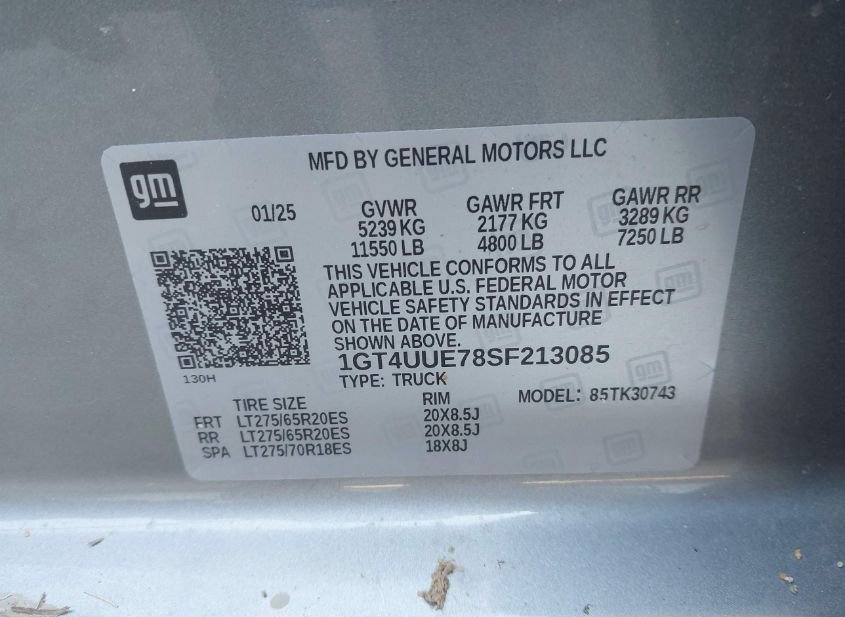 gm
MFD BY GENERAL MOTORS LLC
01/25 GVWR GAWR FRT GAWR RR
5239 KG 2177 KG 3289 KG
11550 LB 4800 LB 7250 LB
THIS VEHICLE CONFORMS TO ALL
APPLICABLE U.S. FEDERAL MOTOR
VEHICLE SAFETY STANDARDS IN EFFECT
ON THE DATE OF MANUFACTURE
SHOWN ABOVE.
1GT4UUE78SF213085
130H
TYPE: TRUCK
TIRE SIZE RIM MODEL: 85TK30743
FRT LT275/65R20ES 20X8.5J
RR LT275/65R20ES 20X8.5J
SPA LT275/70R18ES 18X8J